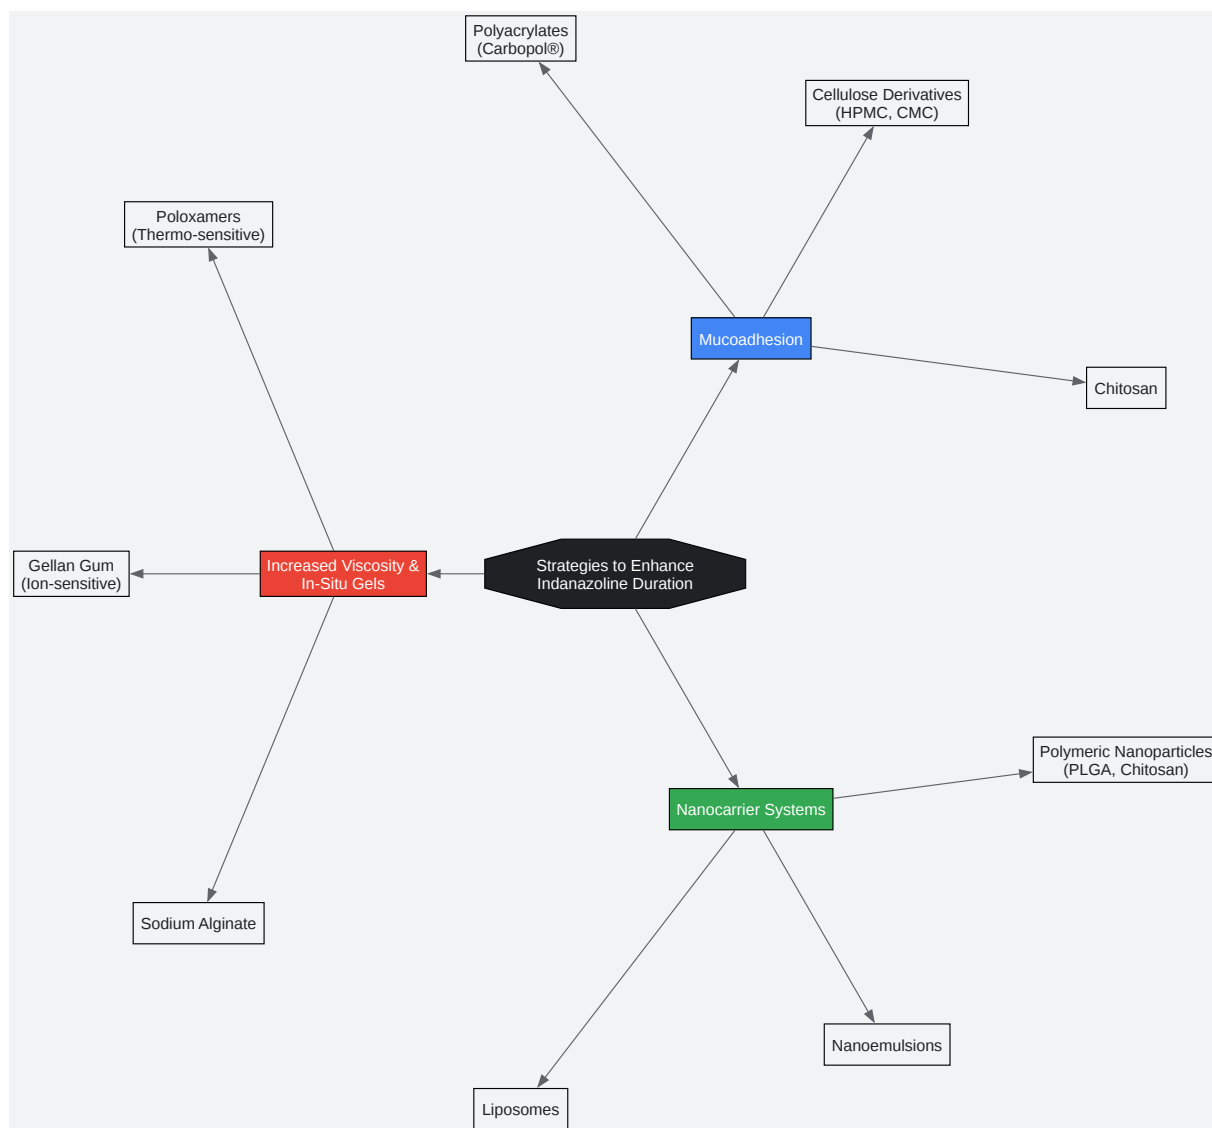 Polyacrylates
(Carbopol®)
Cellulose Derivatives
(HPMC, CMC)
Poloxamers
(Thermo-sensitive)
Mucoadhesion
Chitosan
Gellan Gum
(Ion-sensitive)
Increased Viscosity &
In-Situ Gels
Strategies to Enhance
Indanazoline Duration
Polymeric Nanoparticles
(PLGA, Chitosan)
Nanocarrier Systems
Sodium Alginate
Nanoemulsions
Liposomes